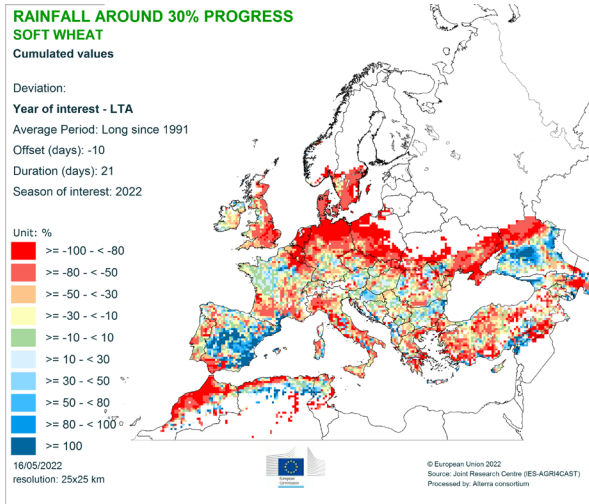 RAINFALL AROUND 30% PROGRESS
SOFT WHEAT
Cumulated values
Deviation:
Year of interest - LTA
Average Period: Long since 1991
Offset (days): -10
Duration (days): 21
Season of interest: 2022
Unit: %
>= -100 - < -80
>= -80 - < -50
>= -50 - < -30
>= -30 - < -10
>= -10 - < 10
>= 10 - < 30
>= 30 - < 50
>= 50 - < 80
>= 80 - < 100
>= 100
16/05/2022
resolution: 25x25 km
European
Commission
© European Union 2022
Source: Joint Research Centre (IES-AGRI4CAST)
Processed by: Alterra consortium